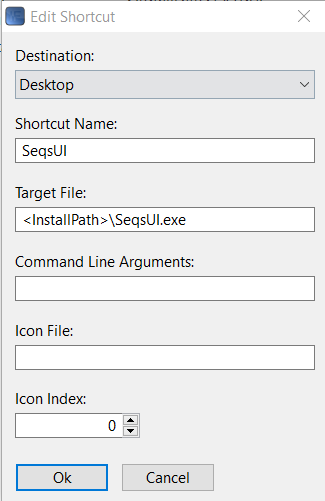 Edit Shortcut
Destination:
Desktop
Shortcut Name:
SeqsUI
Target File:
<InstallPath>\SeqsUI.exe
Command Line Arguments:
Icon File:
Icon Index:
0
Ok Cancel